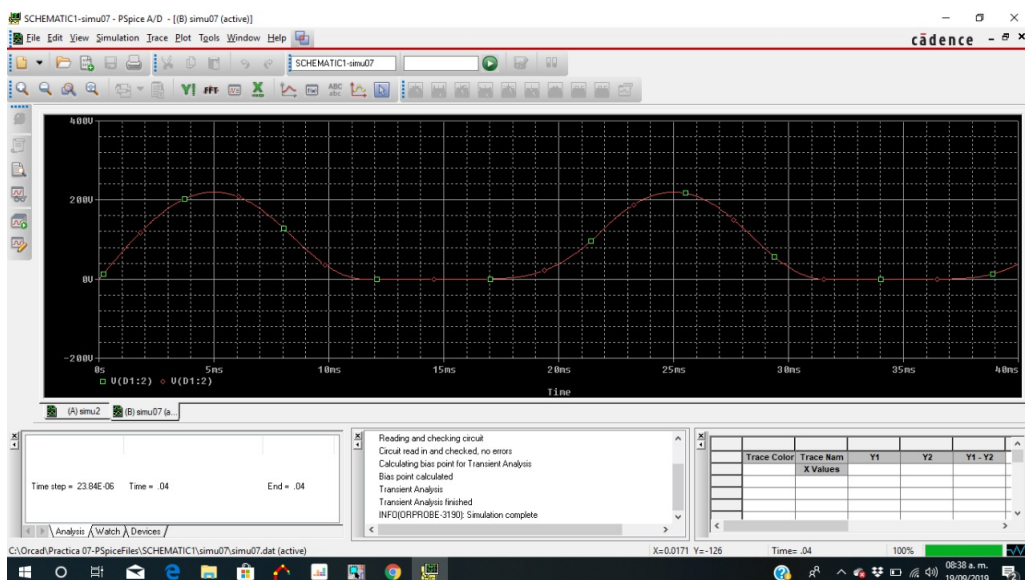 SCHEMATIC1-simu07 - PSpice A/D - [(B) simu07 (active)]
File Edit View Simulation Trace Plot Tools Window Help
cādence
SCHEMATIC1-simu07
400V
200V
0V
-200V
0s 5ms 10ms 15ms 20ms 25ms 30ms 35ms 40ms
V(D1:2) V(D1:2)
Time
(A) simu2 (B) simu07 (a...
Time step = 23.84E-06 Time = .04 End = .04
Analysis Watch Devices
Reading and checking circuit
Circuit read in and checked, no errors
Calculating bias point for Transient Analysis
Bias point calculated
Transient Analysis
Transient Analysis finished
INFO(ORPROBE-3190): Simulation complete
Trace Color Trace Nam Y1 Y2 Y1 - Y2
X Values
C:\Orcad\Practica 07-PSpiceFiles\SCHEMATIC1\simu07\simu07.dat (active) X=0.0171 Y=-126 Time= .04 100%
08:38 a. m.
19/09/2019